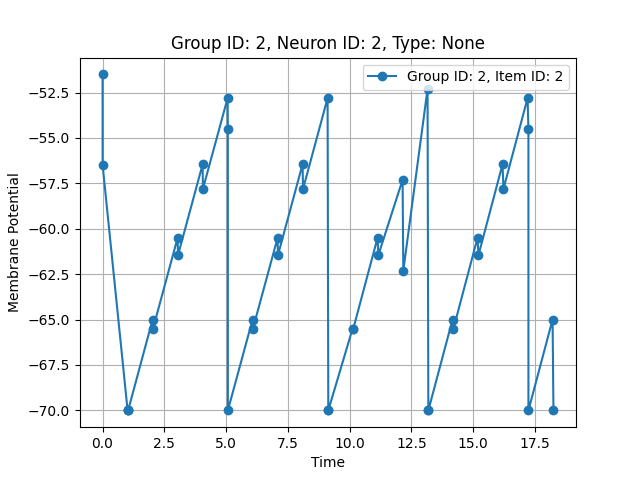 Group ID: 2, Neuron ID: 2, Type: None
Group ID: 2, Item ID: 2
Membrane Potential
−52.5
−55.0
−57.5
−60.0
−62.5
−65.0
−67.5
−70.0
0.0 2.5 5.0 7.5 10.0 12.5 15.0 17.5
Time